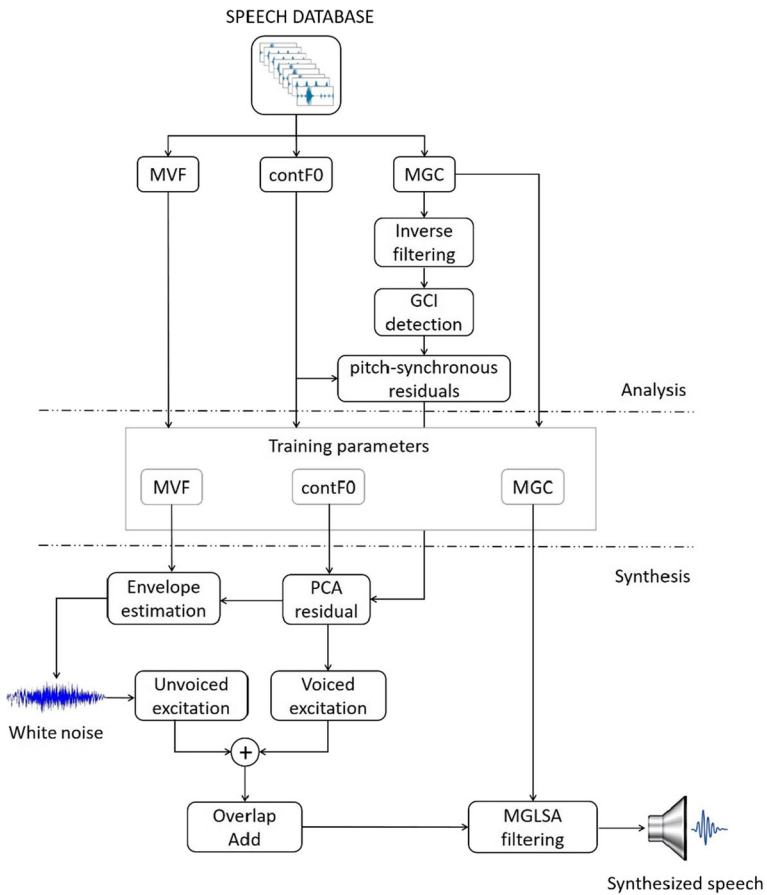 SPEECH DATABASE
MVF
contF0
MGC
Inverse
filtering
GCI
detection
pitch-synchronous
residuals
Analysis
Training parameters
MVF
contF0
MGC
Synthesis
Envelope
estimation
PCA
residual
Unvoiced
excitation
Voiced
excitation
White noise
+
Overlap
Add
MGLSA
filtering
Synthesized speech